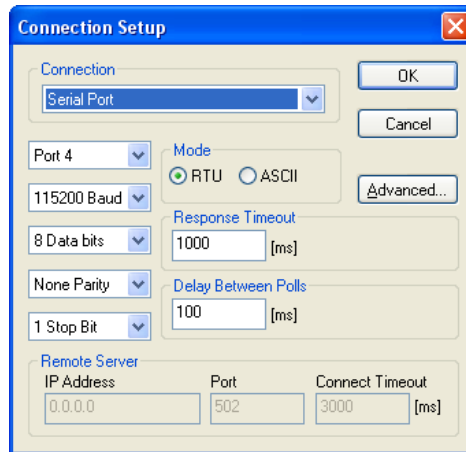 Connection Setup
Connection
Serial Port
OK
Cancel
Port 4
Mode
RTU ASCII
Advanced...
115200 Baud
Response Timeout
8 Data bits
1000 [ms]
None Parity
Delay Between Polls
100 [ms]
1 Stop Bit
Remote Server
IP Address Port Connect Timeout
0.0.0.0 502 3000 [ms]